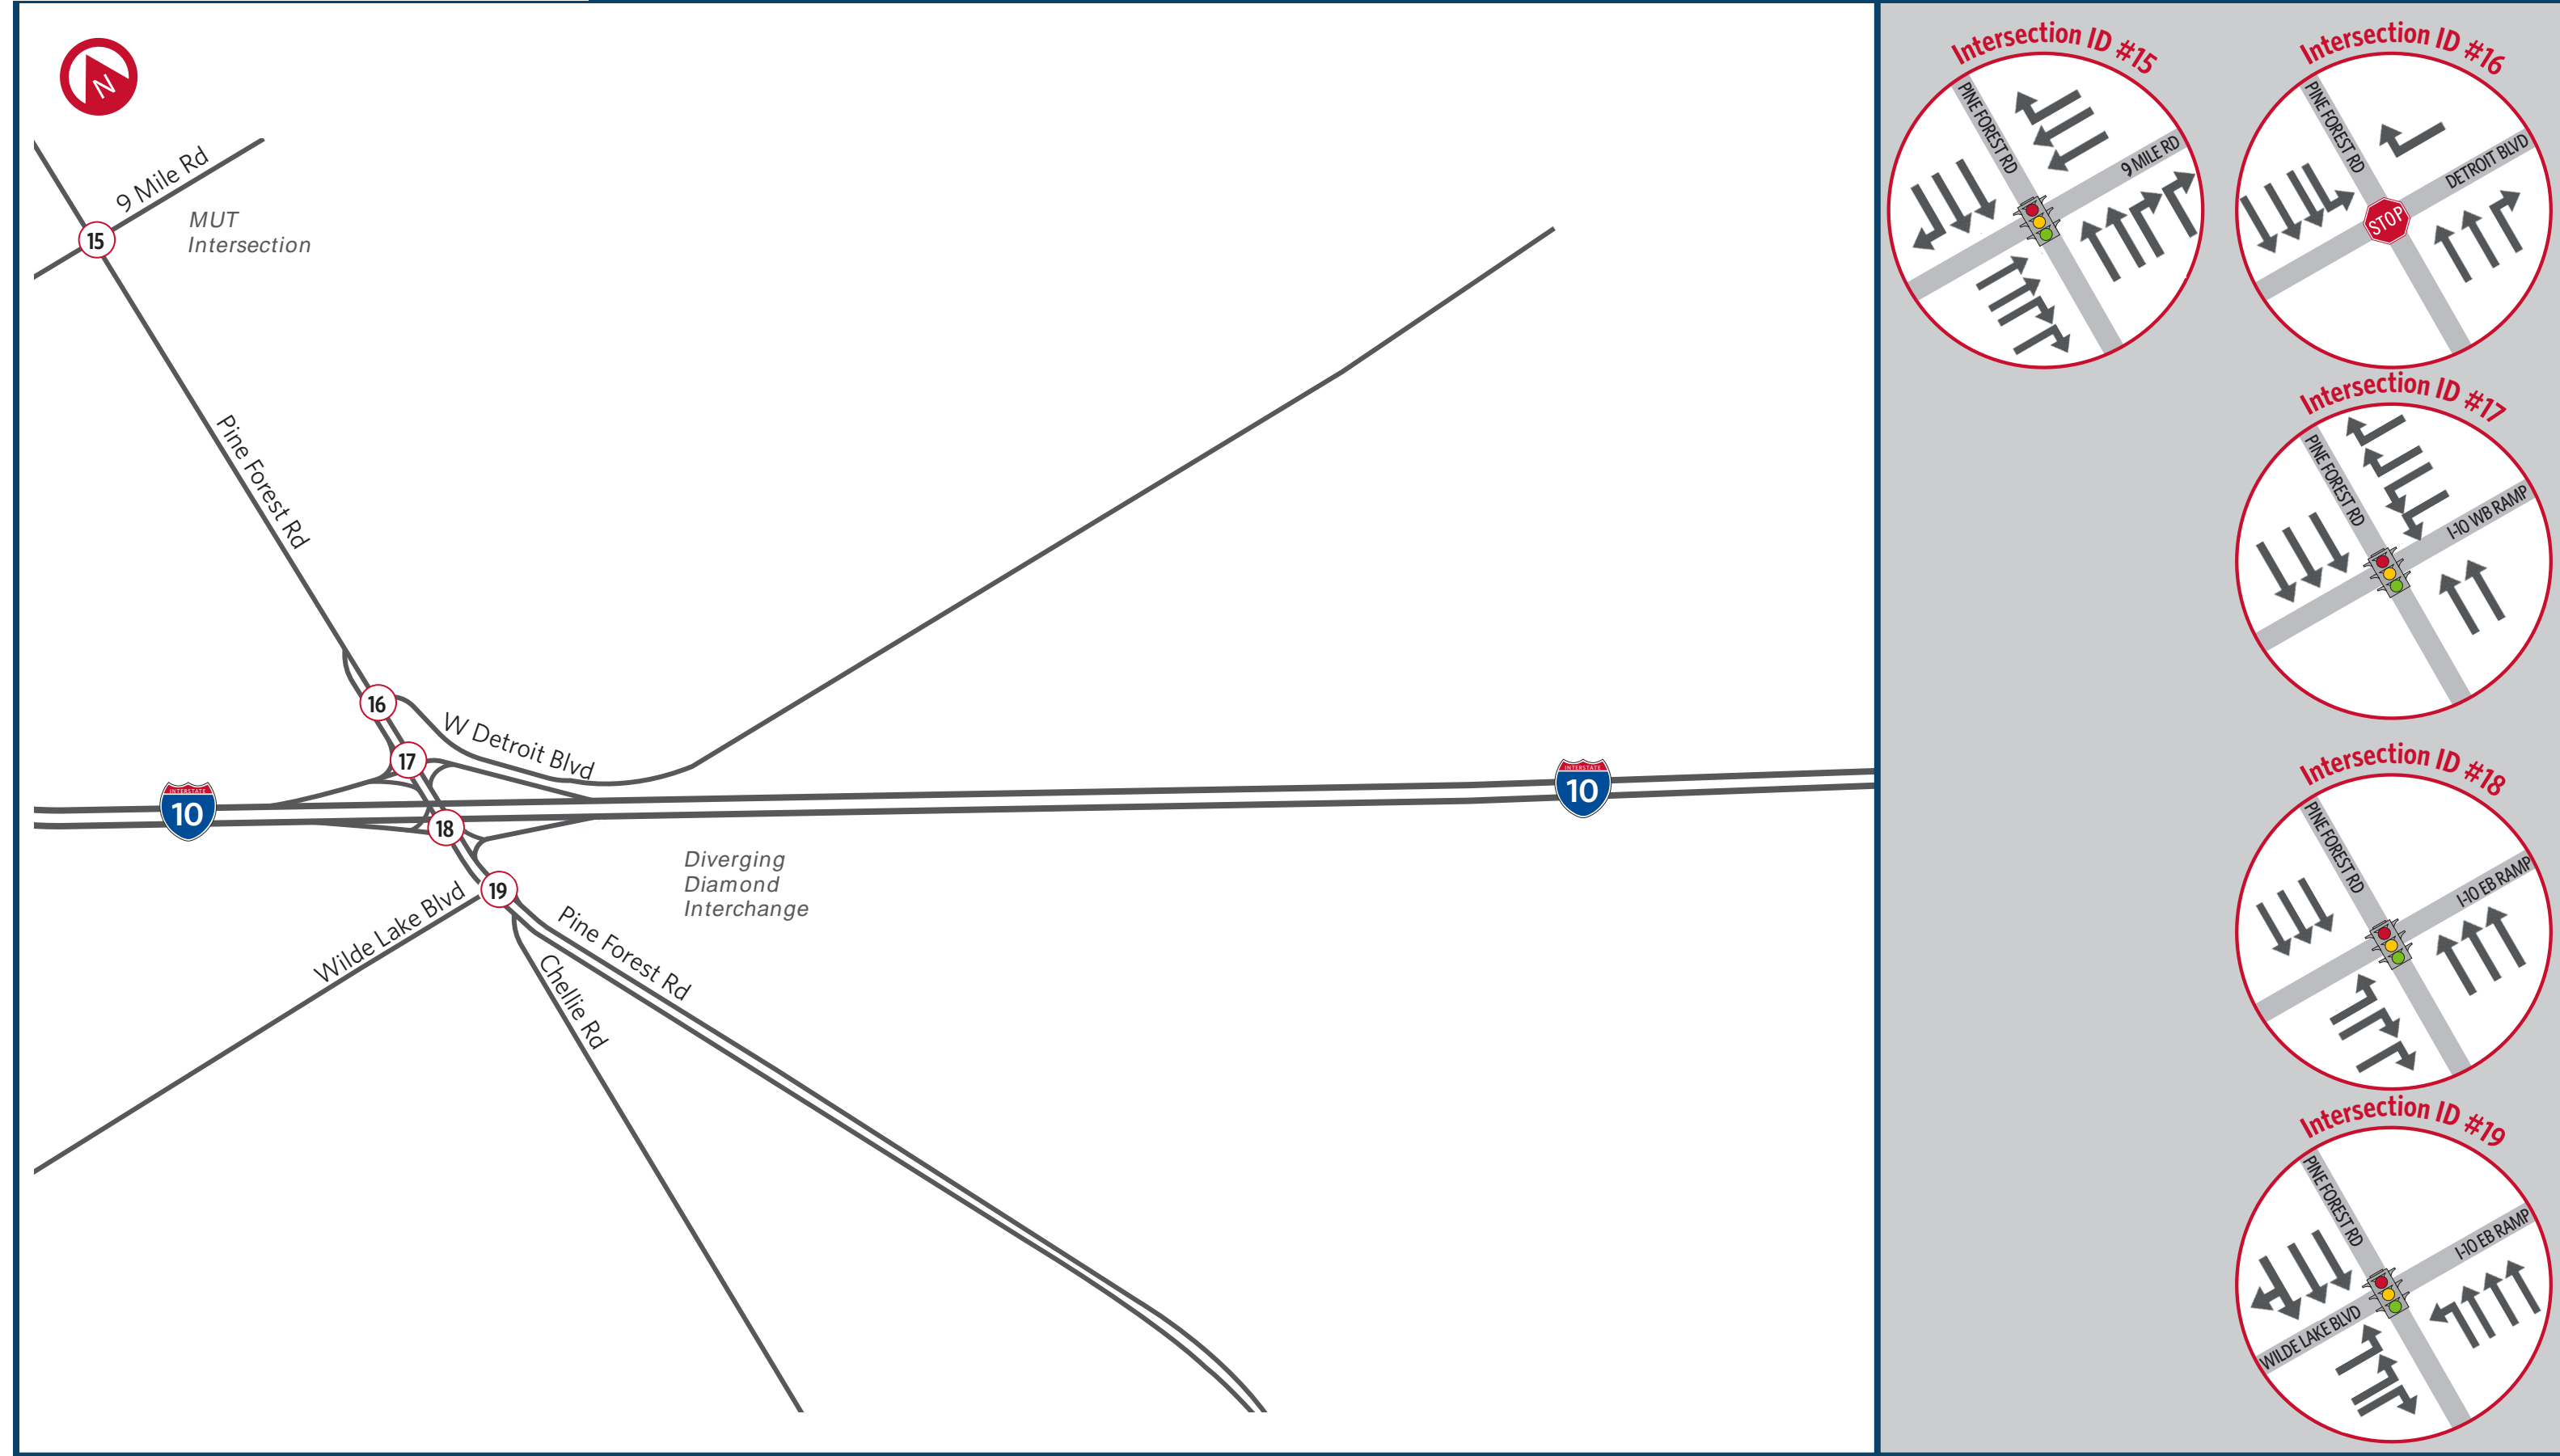 N
9 Mile Rd
MUT
Intersection
15
Pine Forest Rd
16
W Detroit Blvd
17
INTERSTATE
10
INTERSTATE
10
18
Diverging
Diamond
Interchange
19
Wilde Lake Blvd
Pine Forest Rd
Chellie Rd
Intersection ID #15
PINE FOREST RD
9 MILE RD
Intersection ID #16
PINE FOREST RD
DETROIT BLVD
STOP
Intersection ID #17
PINE FOREST RD
I-10 WB RAMP
Intersection ID #18
PINE FOREST RD
I-10 EB RAMP
Intersection ID #19
PINE FOREST RD
I-10 EB RAMP
WILDE LAKE BLVD